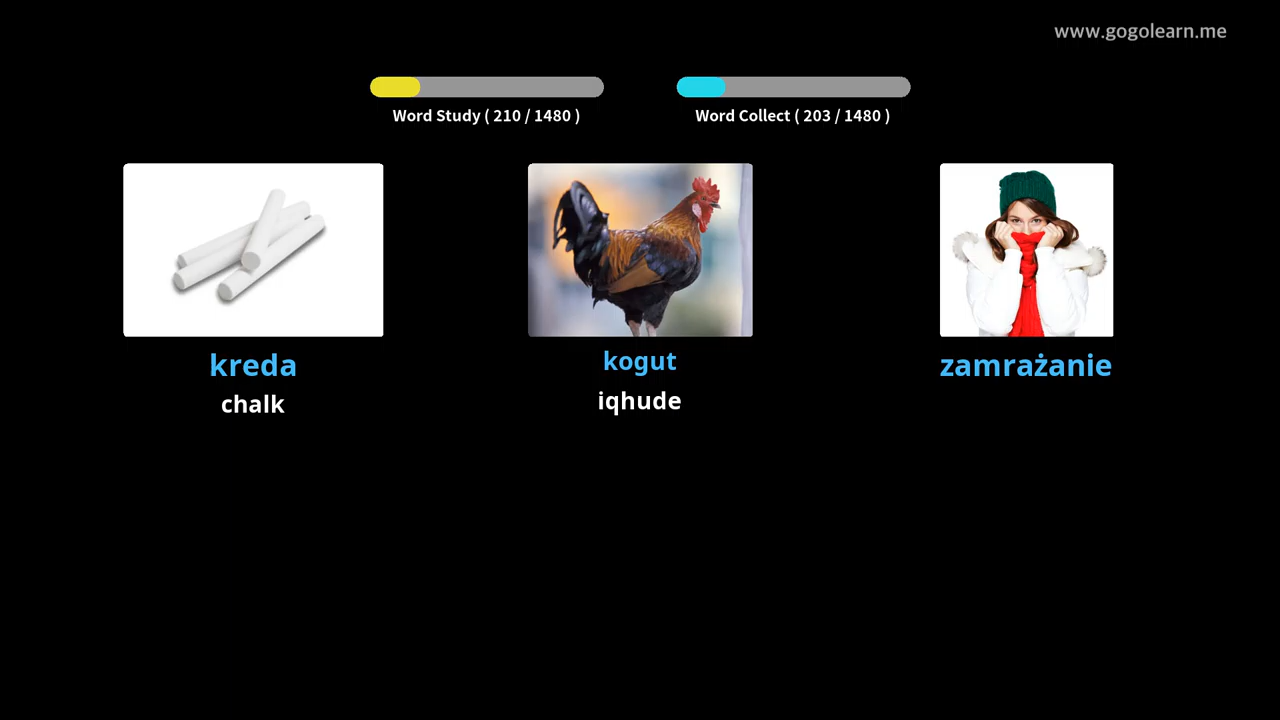 www.gogolearn.me
Word Study ( 210 / 1480 )
Word Collect ( 203 / 1480 )
kreda
chalk
kogut
iqhude
zamrażanie